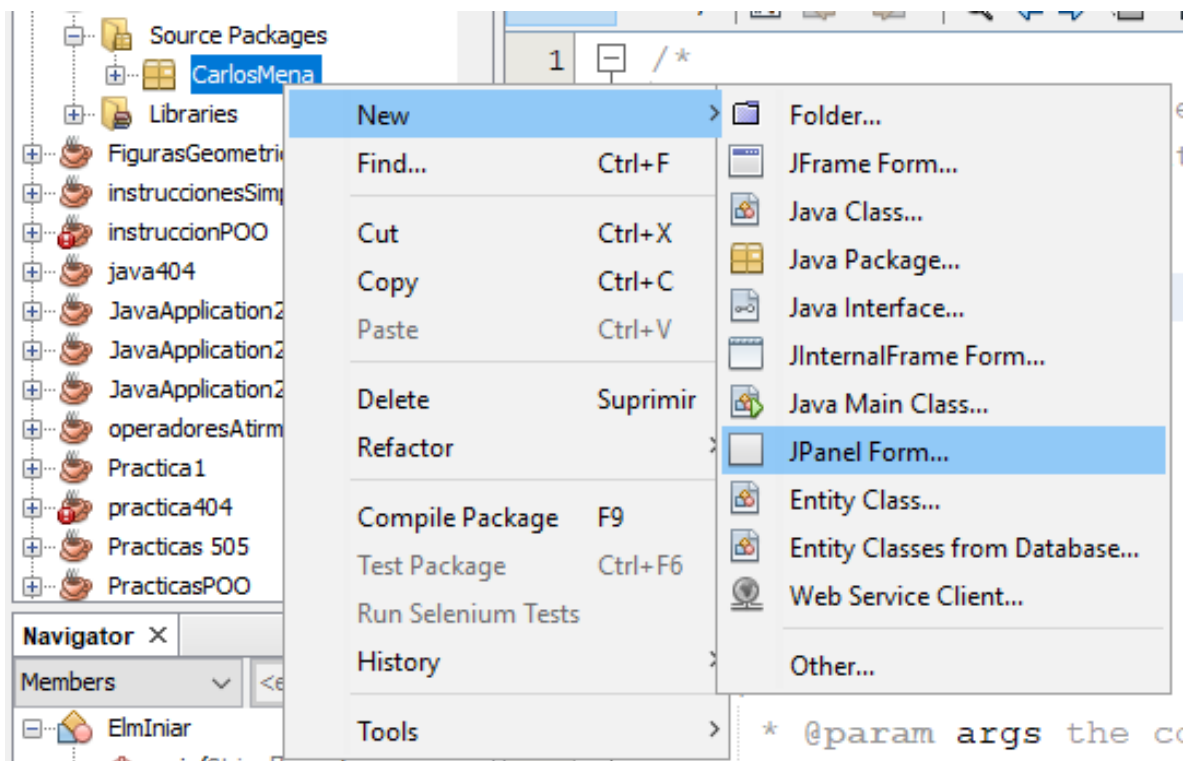 Source Packages
CarlosMena
Libraries
FigurasGeometri
instruccionesSimp
instruccionPOO
java404
JavaApplication2
JavaApplication2
JavaApplication2
operadoresAtirm
Practica1
practica404
Practicas 505
PracticasPOO
Navigator
Members
<e
ElmIniar
New
Find... Ctrl+F
Cut Ctrl+X
Copy Ctrl+C
Paste Ctrl+V
Delete Suprimir
Refactor
Compile Package F9
Test Package Ctrl+F6
Run Selenium Tests
History
Tools
Folder...
JFrame Form...
Java Class...
Java Package...
Java Interface...
JInternalFrame Form...
Java Main Class...
JPanel Form...
Entity Class...
Entity Classes from Database...
Web Service Client...
Other...
1 /*
* @param args the co